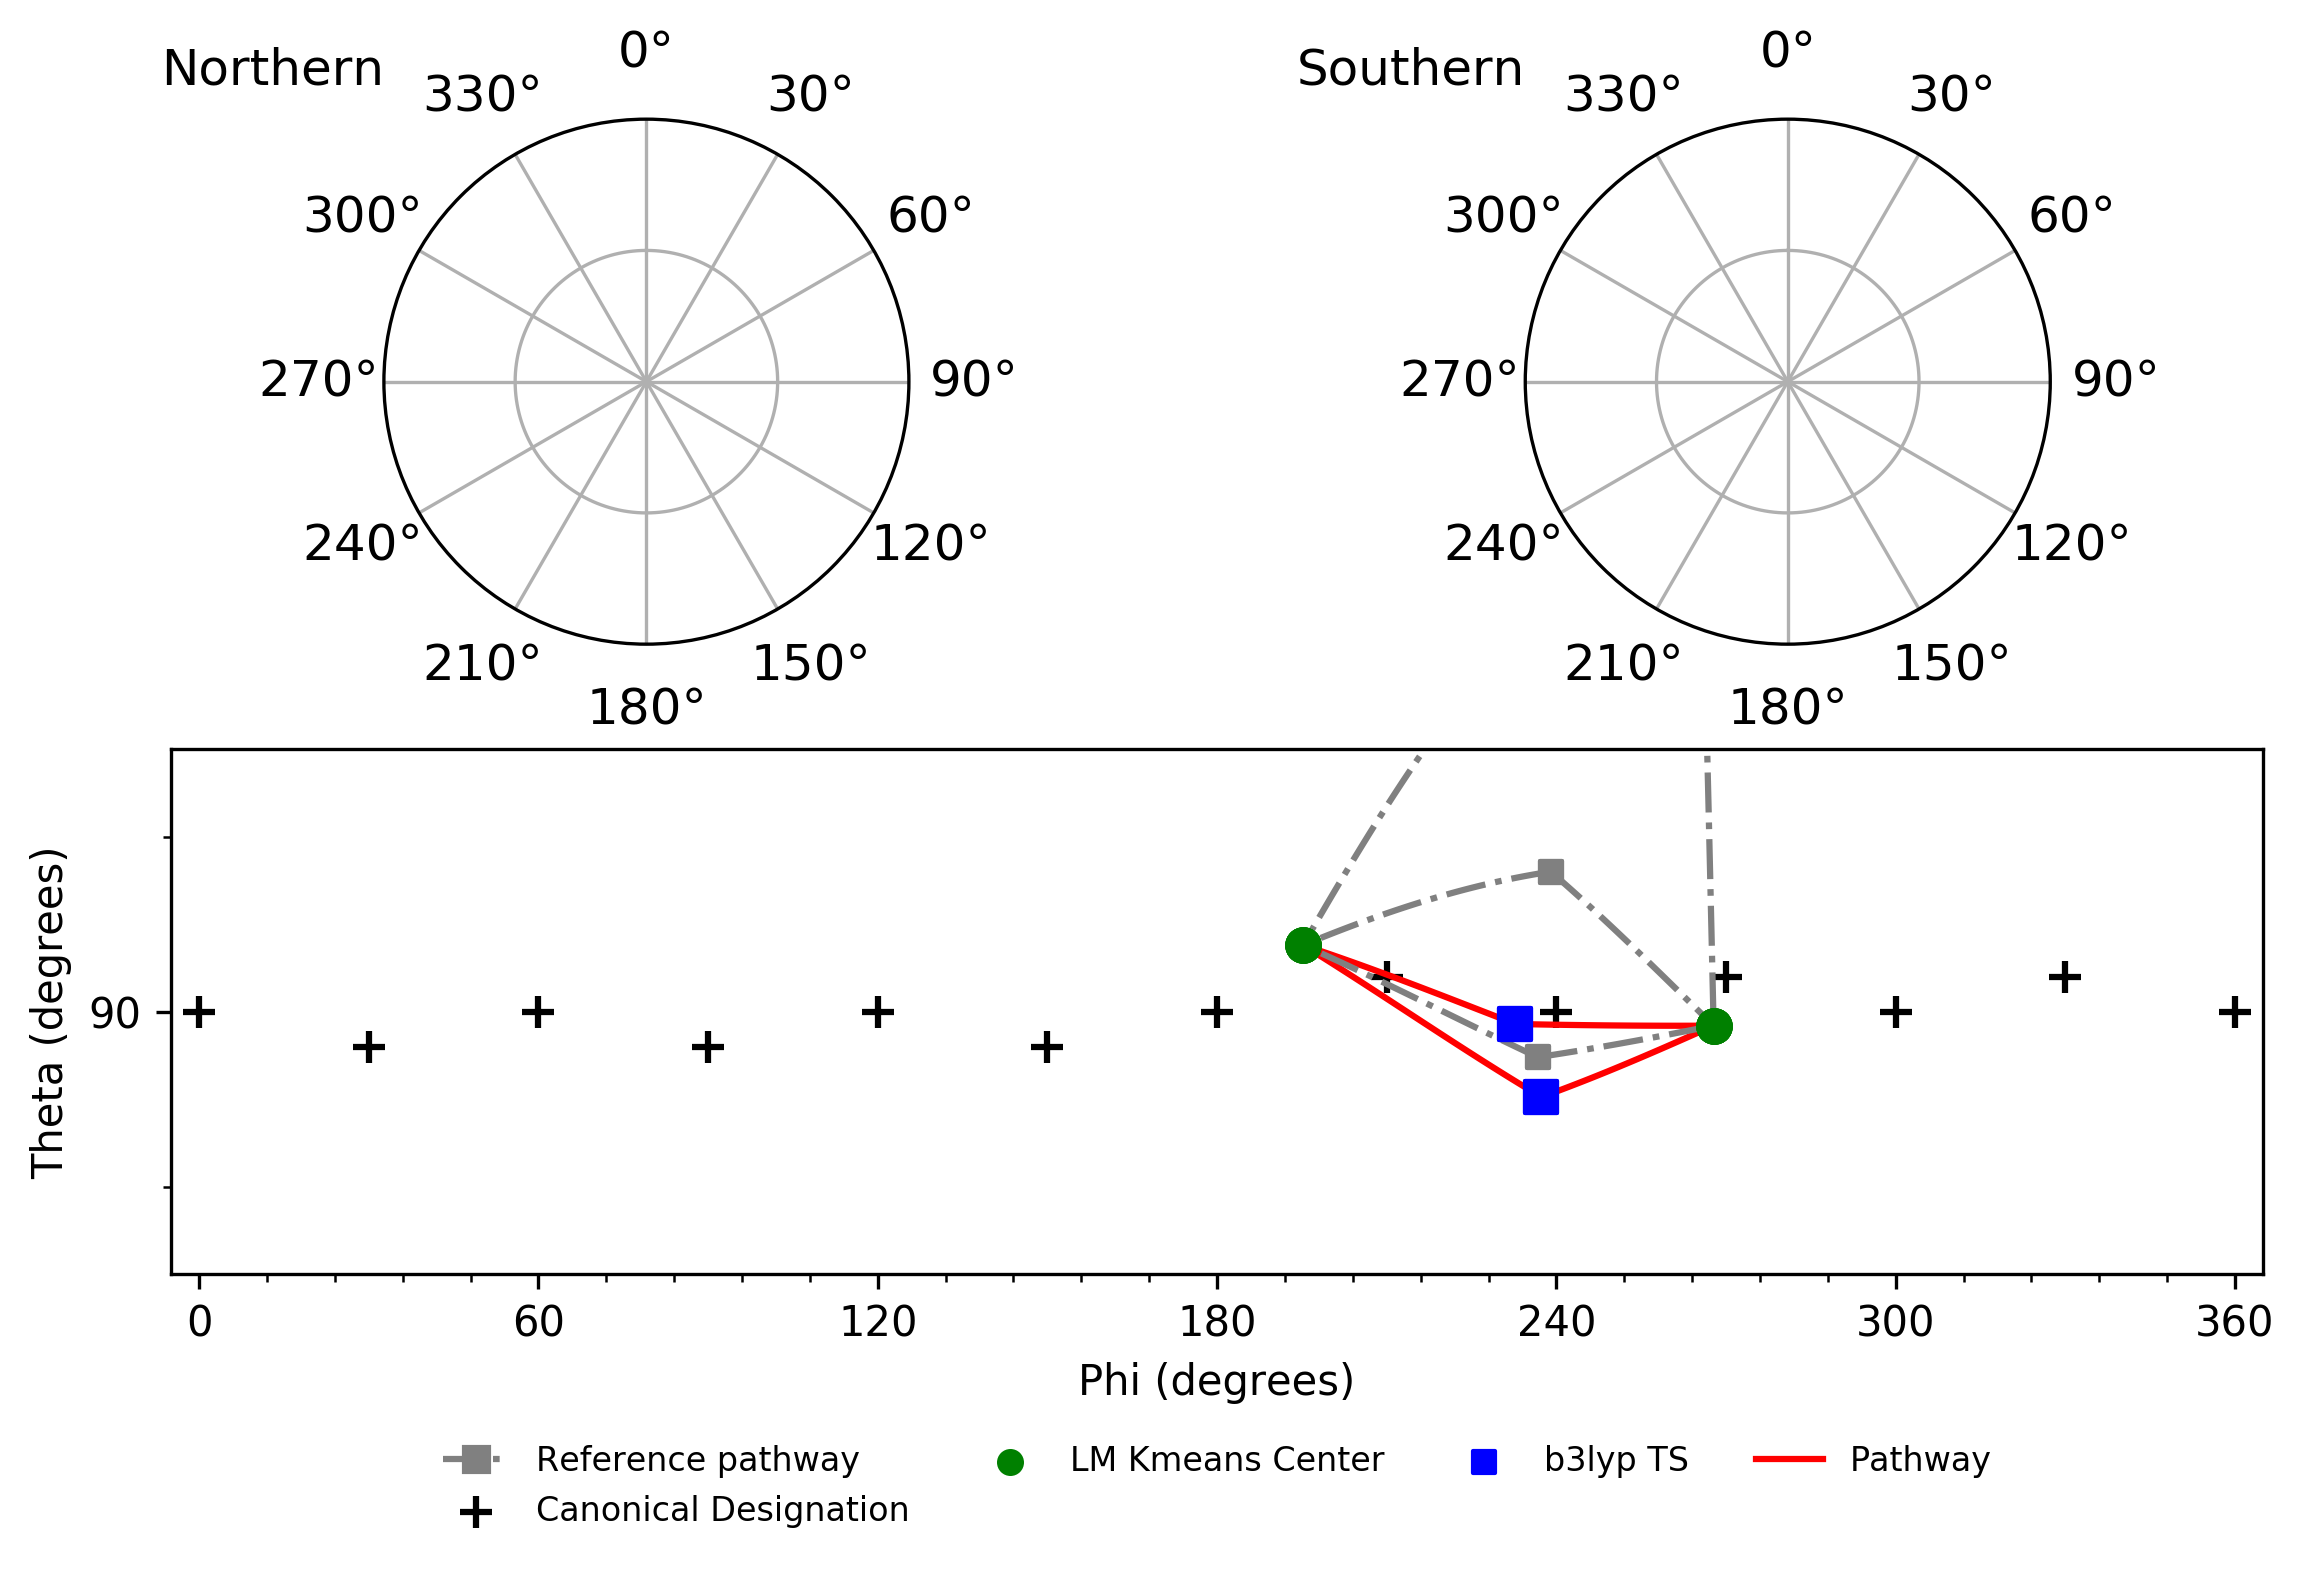 Northern
0°
330°
30°
300°
60°
270°
90°
240°
120°
210°
150°
180°
Southern
0°
330°
30°
300°
60°
270°
90°
240°
120°
210°
150°
180°
Theta (degrees)
90
0 60 120 180 240 300 360
Phi (degrees)
Reference pathway
Canonical Designation
LM Kmeans Center
b3lyp TS
Pathway